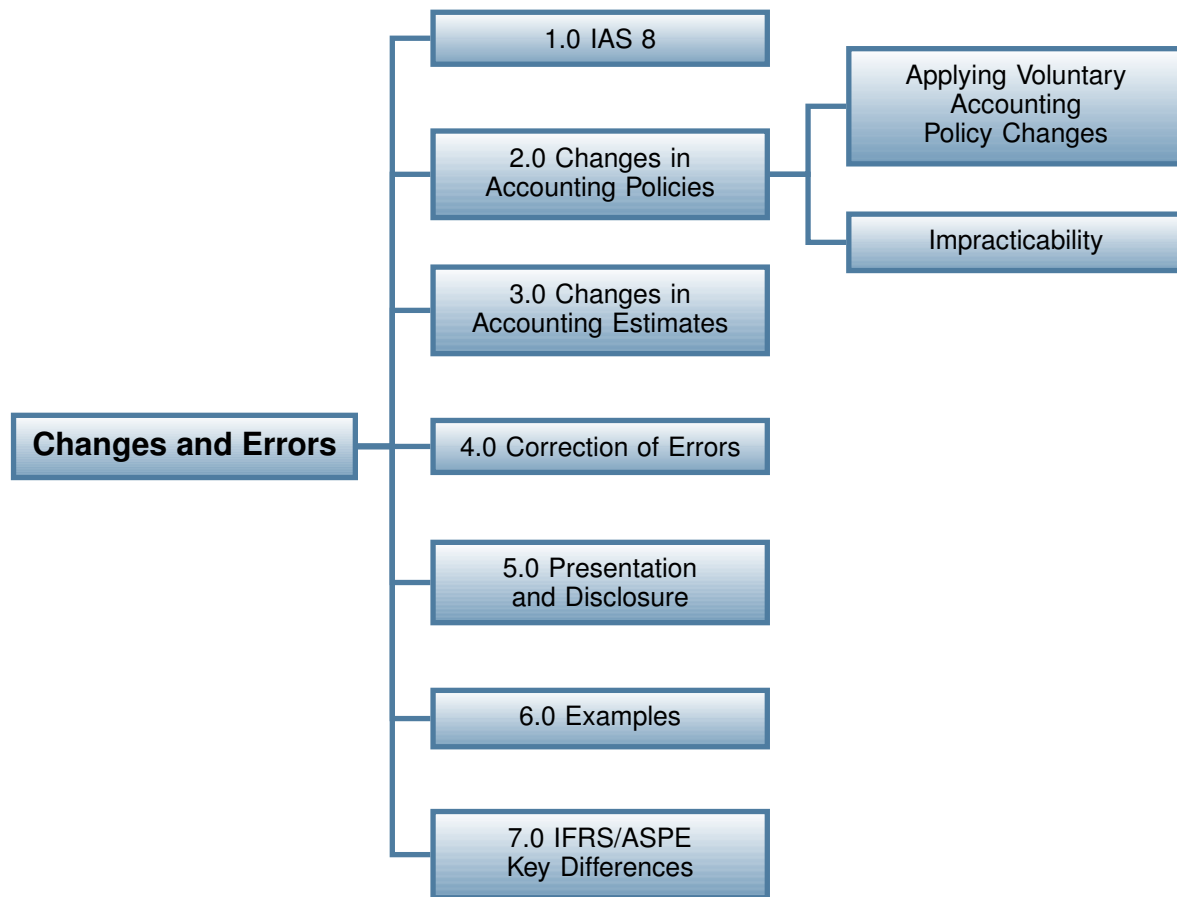 1.0 IAS 8
Applying Voluntary
Accounting
Policy Changes
2.0 Changes in
Accounting Policies
Impracticability
3.0 Changes in
Accounting Estimates
Changes and Errors
4.0 Correction of Errors
5.0 Presentation
and Disclosure
6.0 Examples
7.0 IFRS/ASPE
Key Differences